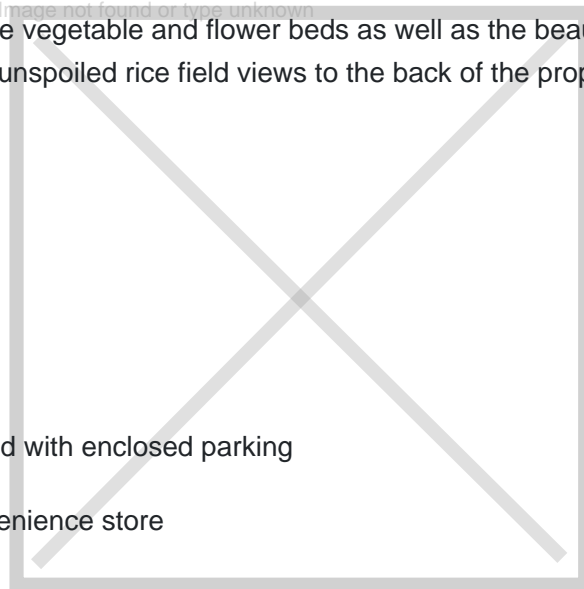 Image not found or type unknown
e vegetable and flower beds as well as the beau
unspoiled rice field views to the back of the prop
d with enclosed parking
enience store